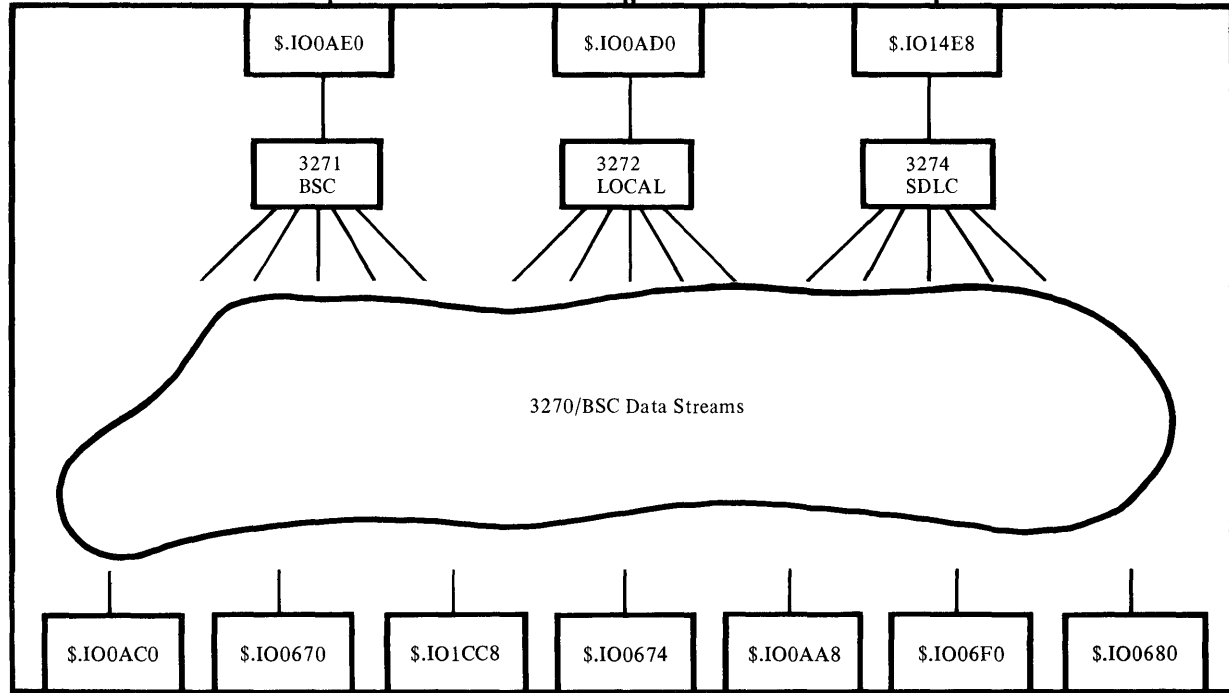 $.IO0AE0
$.IO0AD0
$.IO14E8
3271
BSC
3272
LOCAL
3274
SDLC
3270/BSC Data Streams
$.IO0AC0
$.IO0670
$.IO1CC8
$.IO0674
$.IO0AA8
$.IO06F0
$.IO0680